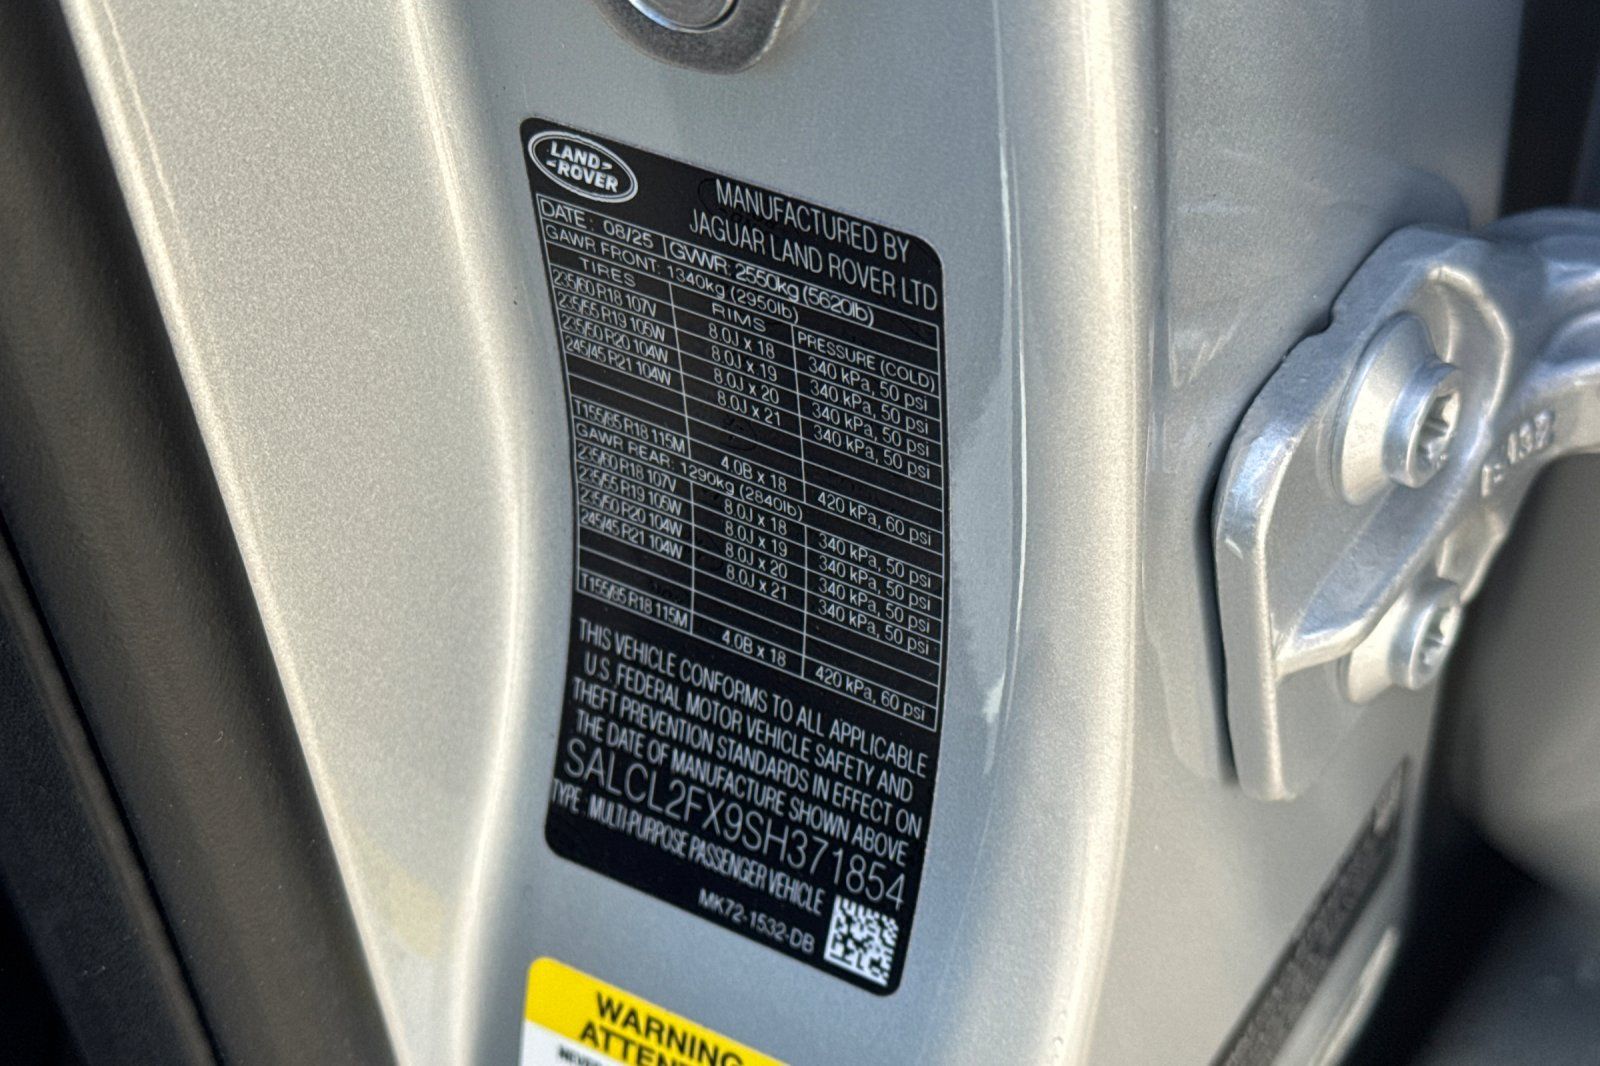 LAND-
-ROVER
MANUFACTURED BY
JAGUAR LAND ROVER LTD
DATE: 08/25 GVWR: 2550kg (5620lb)
GAWR FRONT: 1340kg (2950lb)
TIRES RIMS PRESSURE (COLD)
235/60 R18 107V 8.0J x 18 340 kPa, 50 psi
235/55 R19 105W 8.0J x 19 340 kPa, 50 psi
235/50 R20 104W 8.0J x 20 340 kPa, 50 psi
245/45 R21 104W 8.0J x 21 340 kPa, 50 psi
T155/85 R18 115M 4.0B x 18 420 kPa, 60 psi
GAWR REAR: 1290kg (2840lb)
235/60 R18 107V 8.0J x 18 340 kPa, 50 psi
235/55 R19 105W 8.0J x 19 340 kPa, 50 psi
235/50 R20 104W 8.0J x 20 340 kPa, 50 psi
245/45 R21 104W 8.0J x 21 340 kPa, 50 psi
T155/85 R18 115M 4.0B x 18 420 kPa, 60 psi
THIS VEHICLE CONFORMS TO ALL APPLICABLE
U.S. FEDERAL MOTOR VEHICLE SAFETY AND
THEFT PREVENTION STANDARDS IN EFFECT ON
THE DATE OF MANUFACTURE SHOWN ABOVE
SALCL2FX9SH371854
TYPE: MULTI-PURPOSE PASSENGER VEHICLE
MK72-1532-DB
WARNING